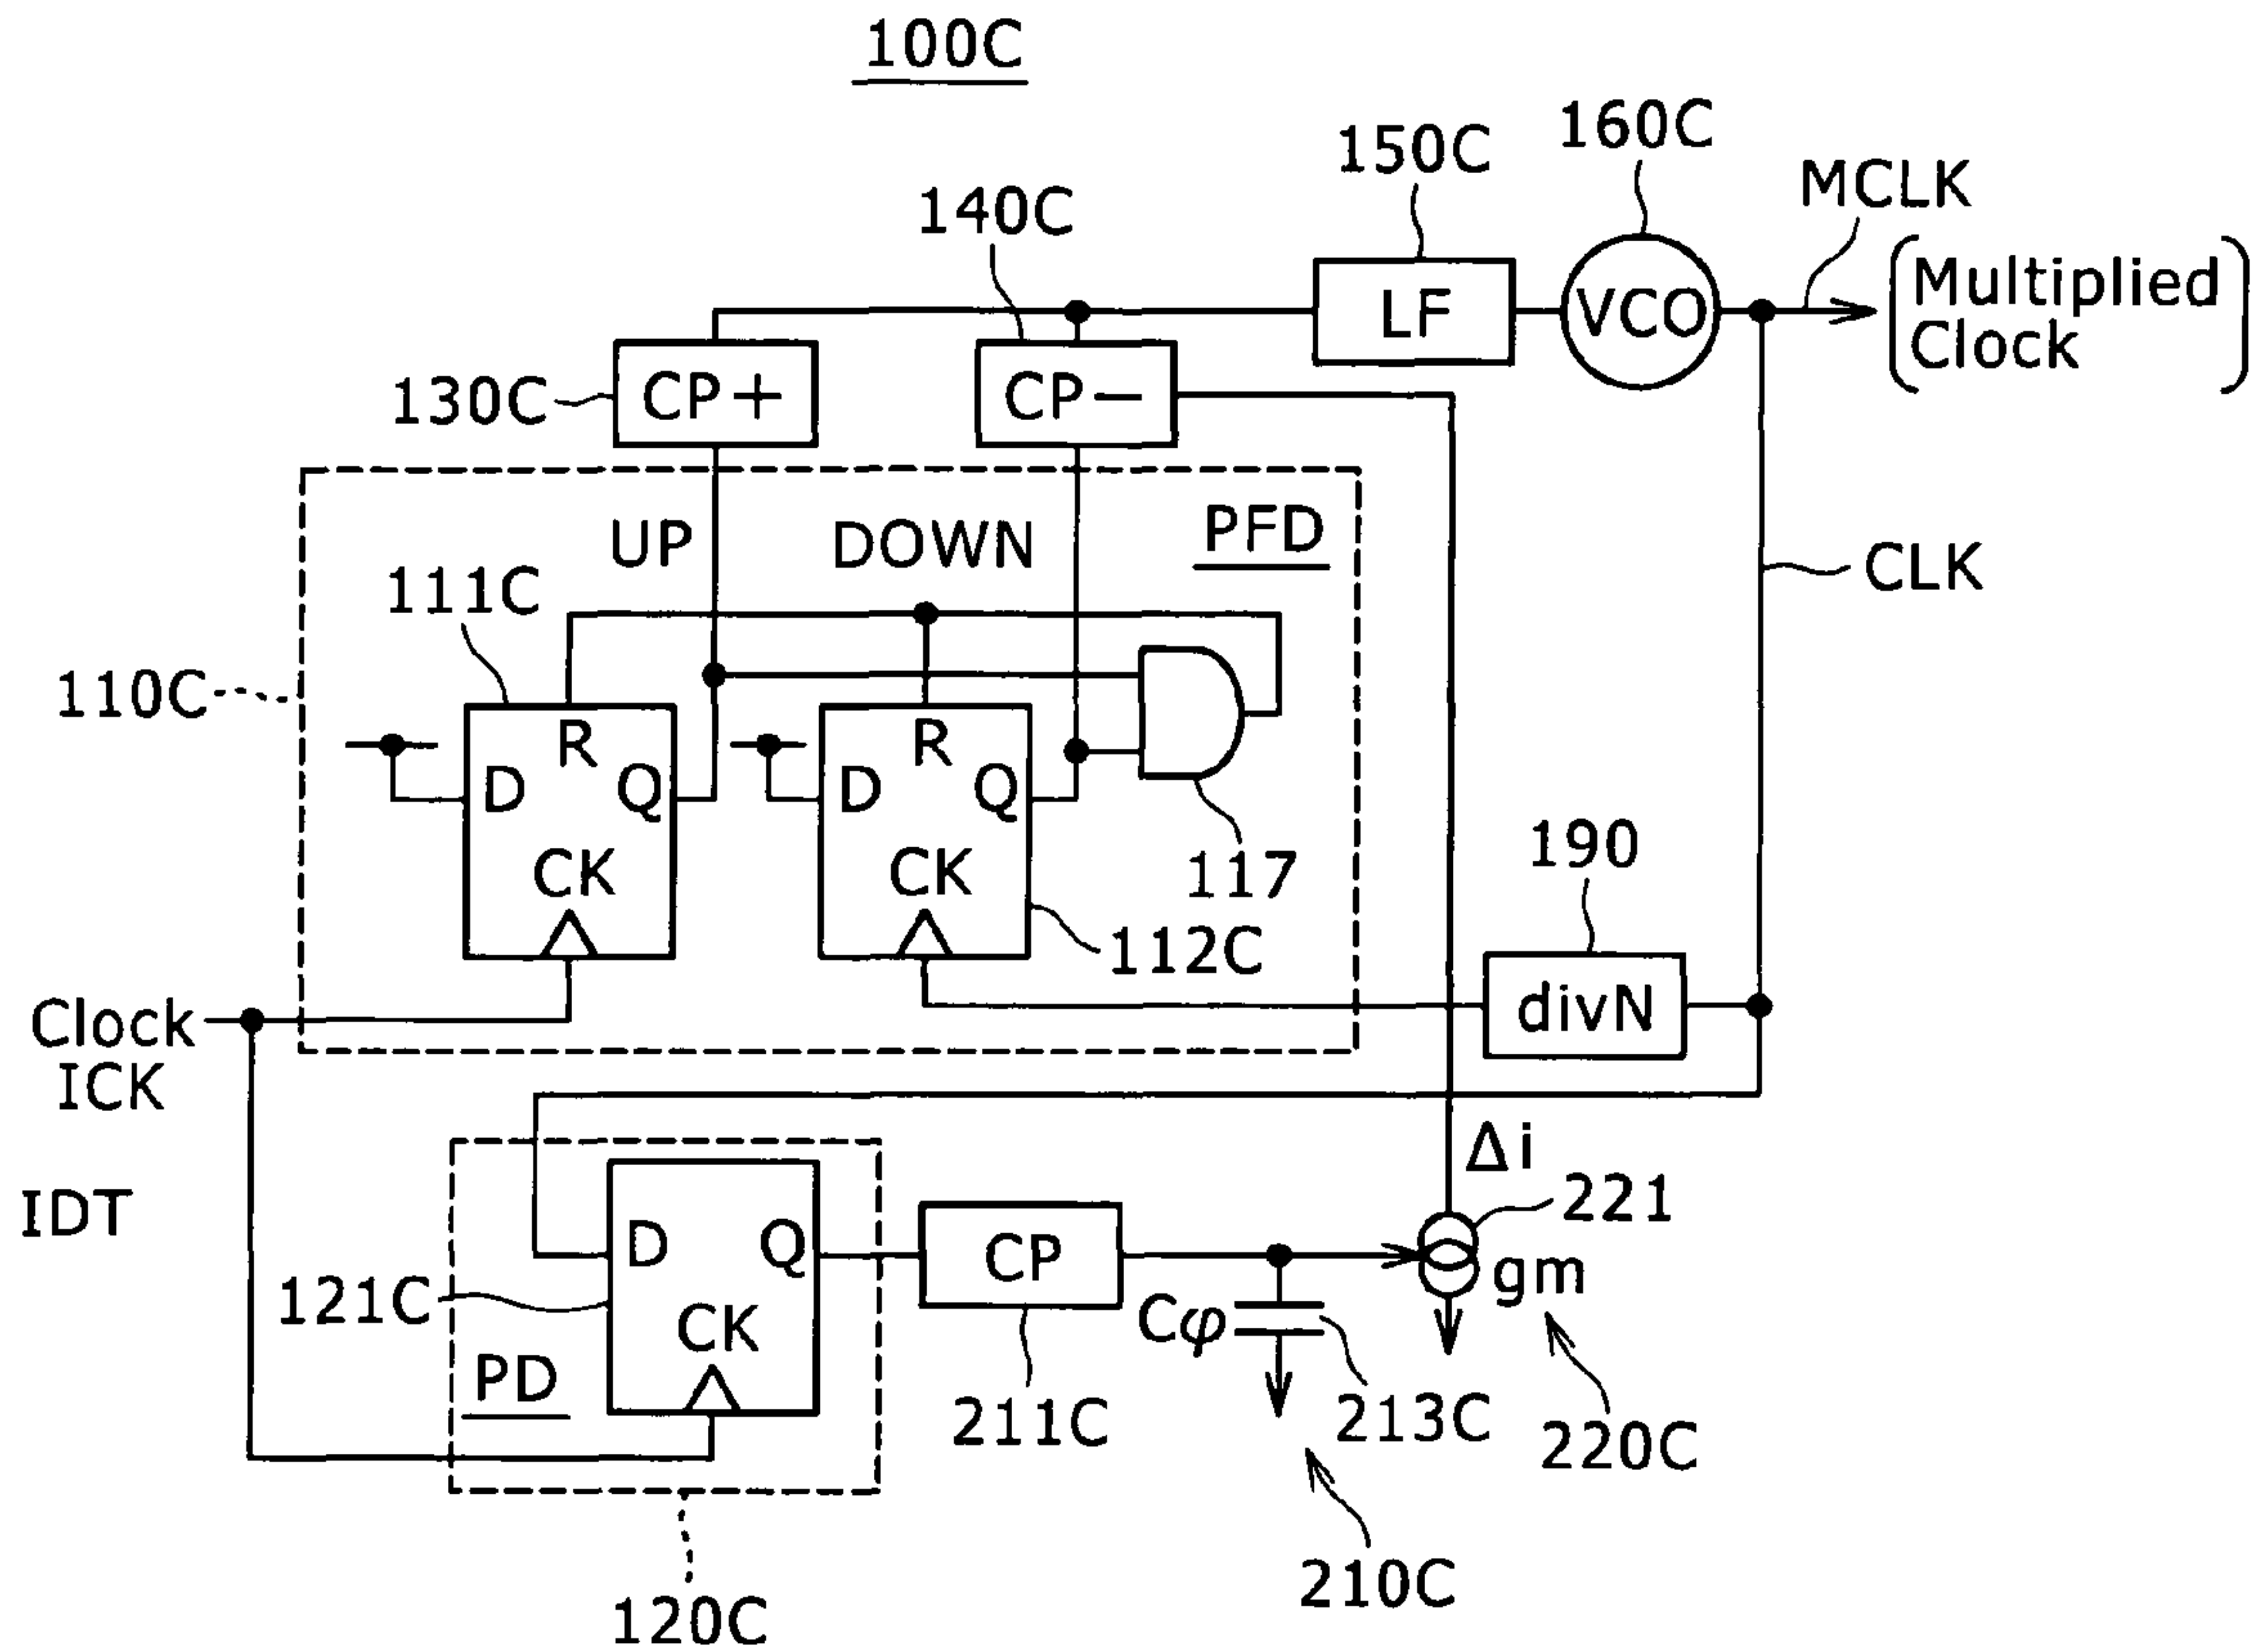 100C
160C
150C
MCLK
140C
Multiplied
Clock
LF
VCO
130C
CP+
CP−
UP
DOWN
PFD
CLK
111C
110C
R
R
D
Q
D
Q
CK
CK
117
190
112C
divN
Clock
ICK
Δi
IDT
221
D
Q
CP
gm
121C
CK
Cφ
PD
211C
213C
220C
210C
120C